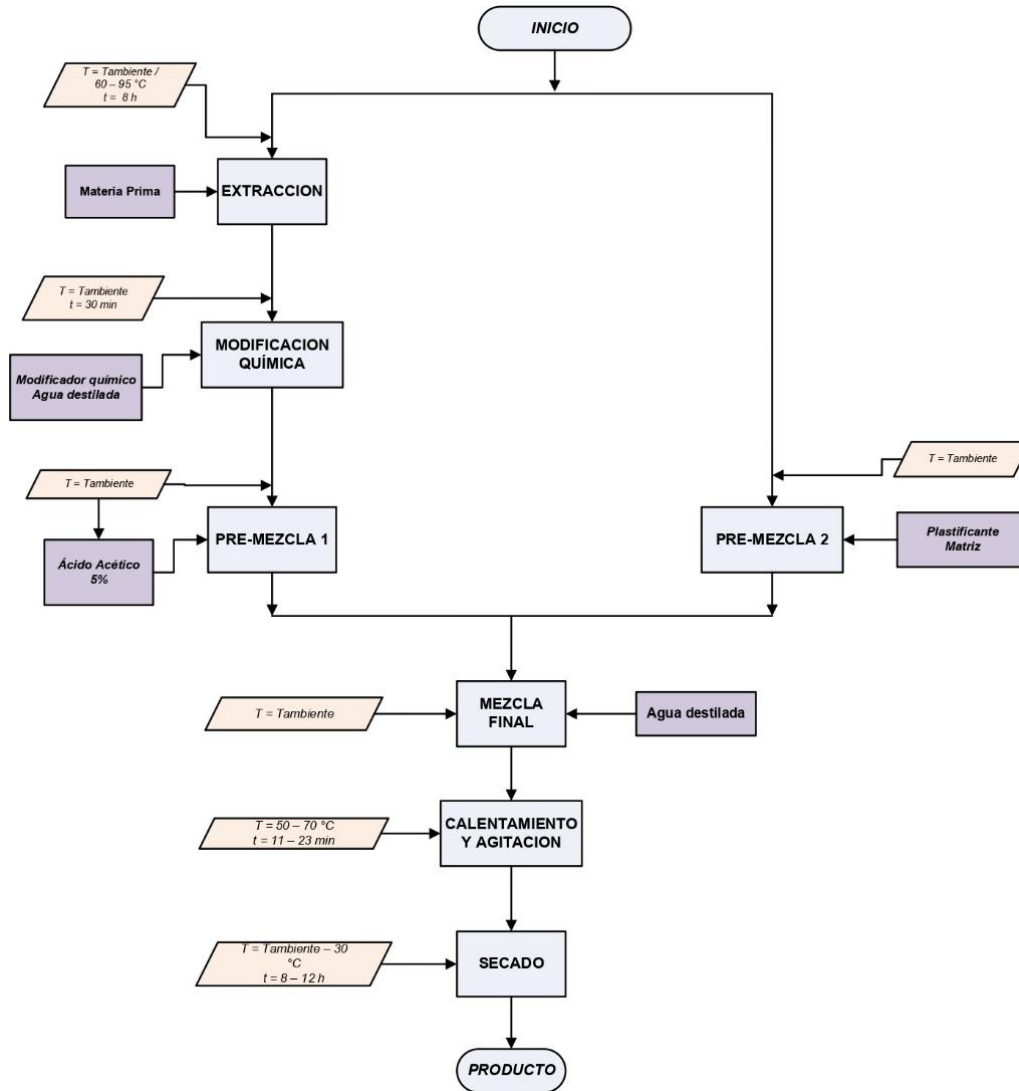 INICIO
T = Tambiente /
60 – 95 °C
t = 8 h
Materia Prima
EXTRACCION
T = Tambiente
t = 30 min
MODIFICACION
QUÍMICA
Modificador químico
Agua destilada
T = Tambiente
T = Tambiente
Ácido Acético
5%
PRE-MEZCLA 1
PRE-MEZCLA 2
Plastificante
Matriz
T = Tambiente
MEZCLA
FINAL
Agua destilada
T = 50 – 70 °C
t = 11 – 23 min
CALENTAMIENTO
Y AGITACION
T = Tambiente – 30
°C
t = 8 – 12 h
SECADO
PRODUCTO